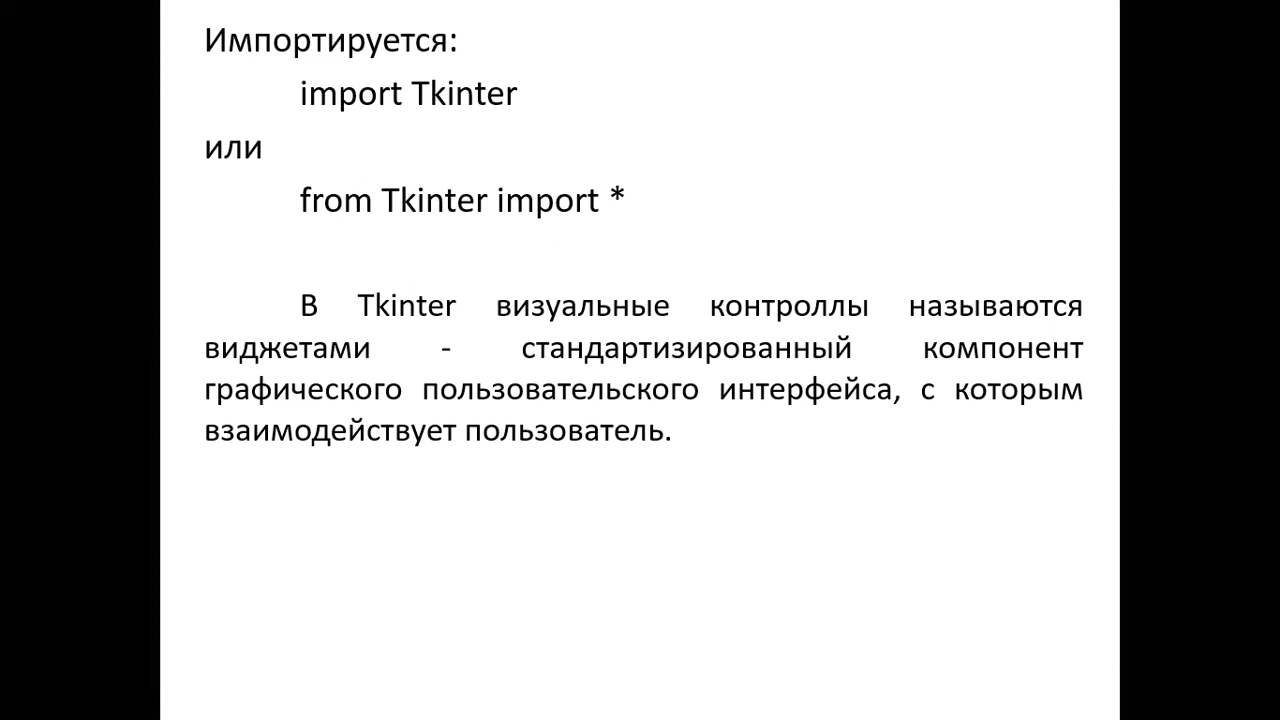 Импортируется:
import Tkinter
или
from Tkinter import *
В Tkinter визуальные контроллы называются
виджетами - стандартизированный компонент
графического пользовательского интерфейса, с которым
взаимодействует пользователь.